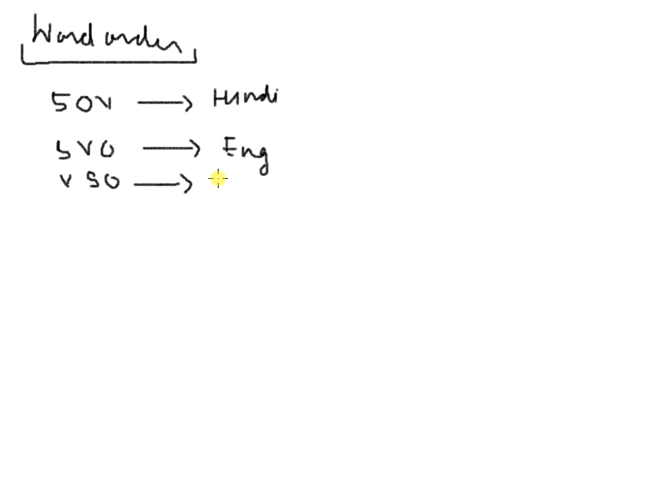 Word order
SOV → Hindi
SVO → Eng
VSO →